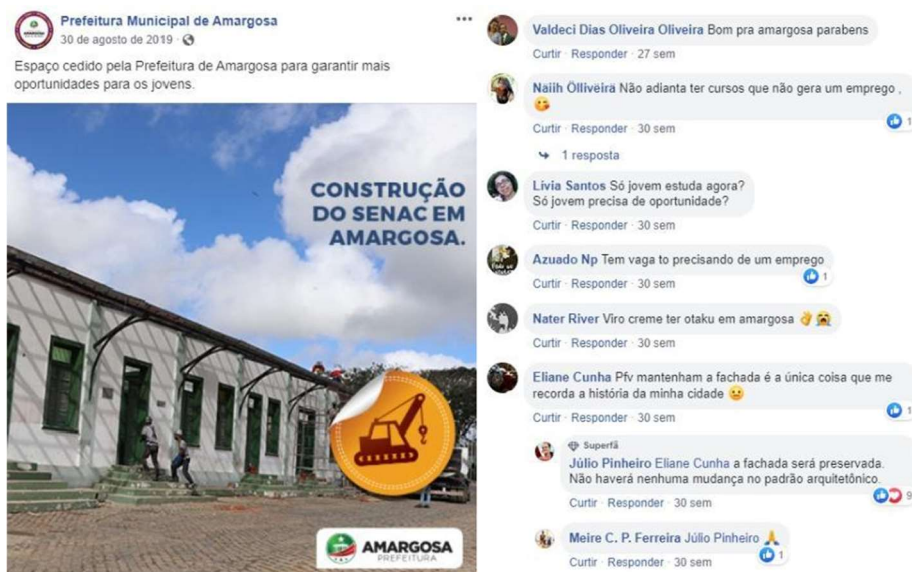 Prefeitura Municipal de Amargosa
30 de agosto de 2019 ·
Espaço cedido pela Prefeitura de Amargosa para garantir mais
oportunidades para os jovens.
CONSTRUÇÃO
DO SENAC EM
AMARGOSA.
AMARGOSA
PREFEITURA
Valdeci Dias Oliveira Oliveira Bom pra amargosa parabens
Curtir · Responder · 27 sem
Naiih Ölliveira Não adianta ter cursos que não gera um emprego , 😘
Curtir · Responder · 30 sem
1
1 resposta
Livia Santos Só jovem estuda agora?
Só jovem precisa de oportunidade?
Curtir · Responder · 30 sem
Azuado Np Tem vaga to precisando de um emprego
1
Curtir · Responder · 30 sem
Nater River Viro creme ter otaku em amargosa 👌😭
Curtir · Responder · 30 sem
Eliane Cunha Pfv mantenham a fachada é a única coisa que me
recorda a história da minha cidade 🙁
Curtir · Responder · 30 sem
1
Superfã
Júlio Pinheiro Eliane Cunha a fachada será preservada.
Não haverá nenhuma mudança no padrão arquitetônico.
Curtir · Responder · 30 sem
9
Meire C. P. Ferreira Júlio Pinheiro 🙏
Curtir · Responder · 30 sem
1